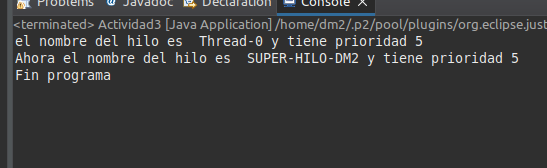 Problems Javadoc Declaration Console
<terminated> Actividad3 [Java Application] /home/dm2/.p2/pool/plugins/org.eclipse.just
el nombre del hilo es  Thread-0 y tiene prioridad 5
Ahora el nombre del hilo es  SUPER-HILO-DM2 y tiene prioridad 5
Fin programa